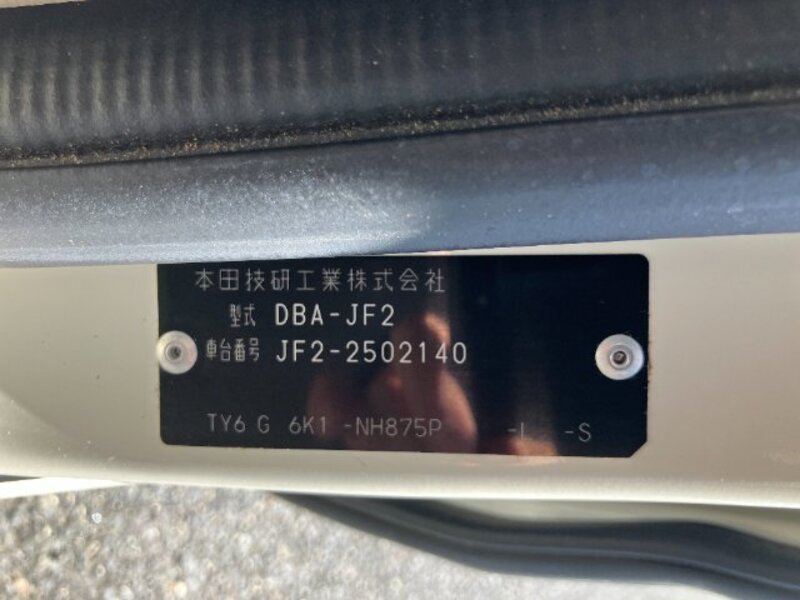 本田技研工業株式会社
型式 DBA-JF2
車台番号 JF2-2502140
TY6 G 6K1 -NH875P -L -S